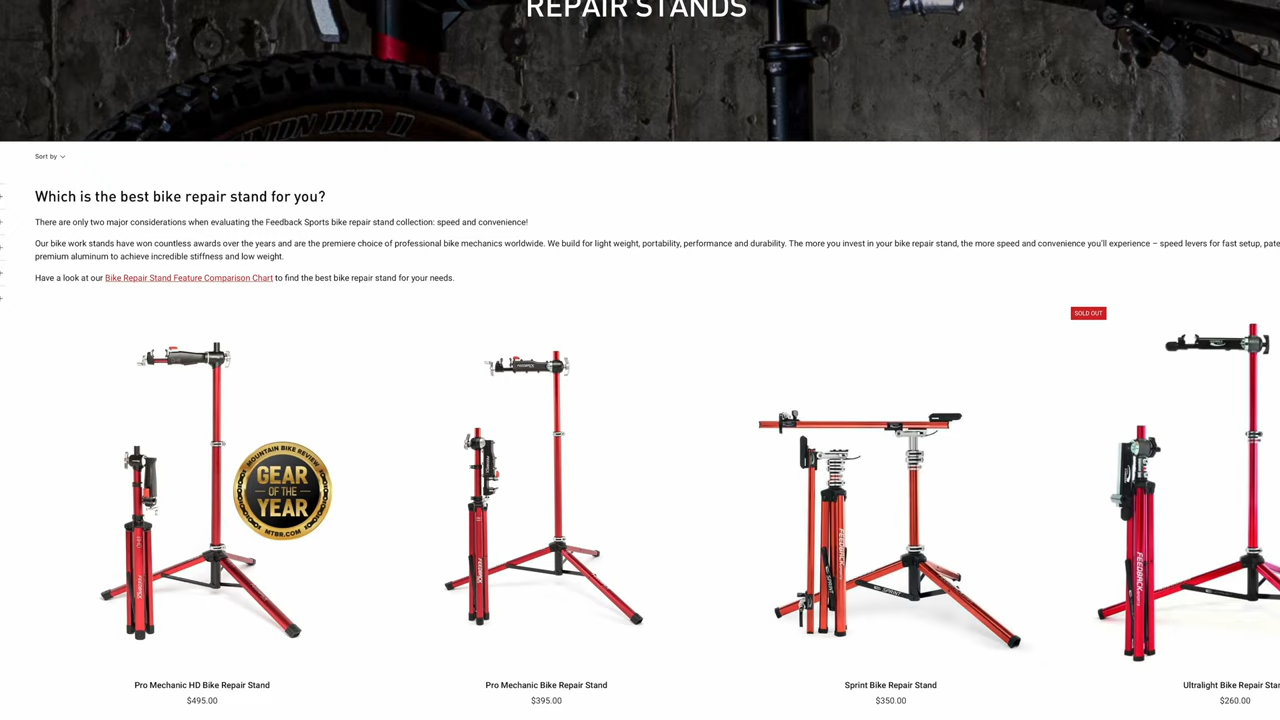 REPAIR STANDS
Sort by
Which is the best bike repair stand for you?
There are only two major considerations when evaluating the Feedback Sports bike repair stand collection: speed and convenience!
Our bike work stands have won countless awards over the years and are the premiere choice of professional bike mechanics worldwide. We build for light weight, portability, performance and durability. The more you invest in your bike repair stand, the more speed and convenience you'll experience – speed levers for fast setup,
premium aluminum to achieve incredible stiffness and low weight.
Have a look at our Bike Repair Stand Feature Comparison Chart to find the best bike repair stand for your needs.
SOLD OUT
MOUNTAIN BIKE REVIEW
GEAR
OF THE
YEAR
MTBR.COM
FEEDBACK
SPRINT
SPRINT
FEEDBACK
Pro Mechanic HD Bike Repair Stand
$495.00
Pro Mechanic Bike Repair Stand
$395.00
Sprint Bike Repair Stand
$350.00
Ultralight Bike Repair
$260.00